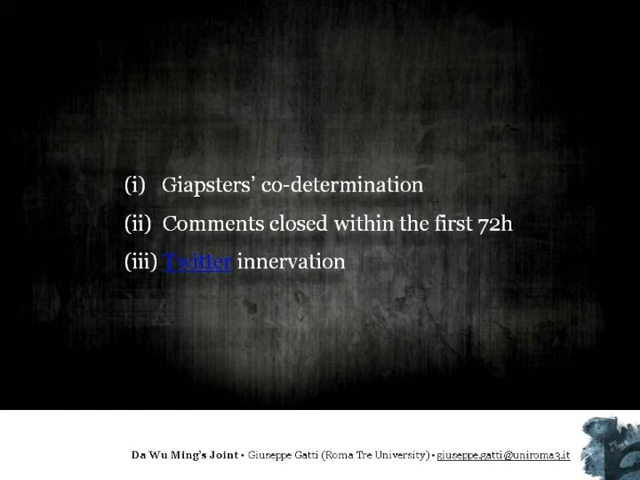 (i) Giapsters’ co-determination
(ii) Comments closed within the first 72h
(iii) Twitter innervation
Da Wu Ming’s Joint • Giuseppe Gatti (Roma Tre University) • giuseppe.gatti@uniroma3.it